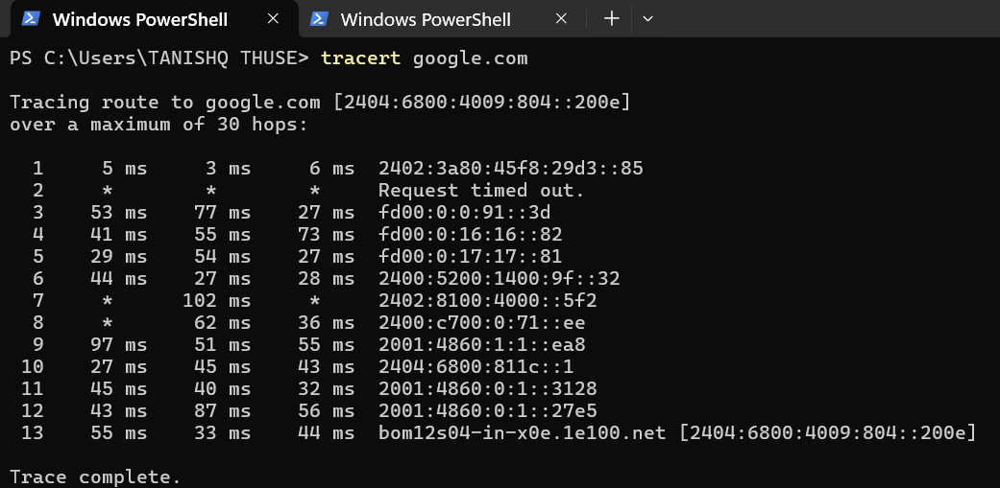 Windows PowerShell Windows PowerShell
PS C:\Users\TANISHQ THUSE> tracert google.com
Tracing route to google.com [2404:6800:4009:804::200e]
over a maximum of 30 hops:
1 5 ms 3 ms 6 ms 2402:3a80:45f8:29d3::85
2 * * * Request timed out.
3 53 ms 77 ms 27 ms fd00:0:0:91::3d
4 41 ms 55 ms 73 ms fd00:0:16:16::82
5 29 ms 54 ms 27 ms fd00:0:17:17::81
6 44 ms 27 ms 28 ms 2400:5200:1400:9f::32
7 * 102 ms * 2402:8100:4000::5f2
8 * 62 ms 36 ms 2400:c700:0:71::ee
9 97 ms 51 ms 55 ms 2001:4860:1:1::ea8
10 27 ms 45 ms 43 ms 2404:6800:811c::1
11 45 ms 40 ms 32 ms 2001:4860:0:1::3128
12 43 ms 87 ms 56 ms 2001:4860:0:1::27e5
13 55 ms 33 ms 44 ms bom12s04-in-x0e.1e100.net [2404:6800:4009:804::200e]
Trace complete.